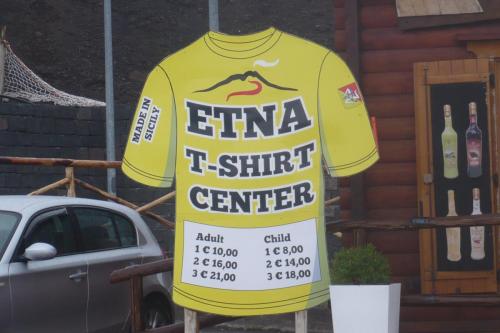 MADE IN
SICILY
ETNA
T-SHIRT
CENTER
Adult Child
1 € 10,00 1 € 8,00
2 € 16,00 2 € 14,00
3 € 21,00 3 € 18,00